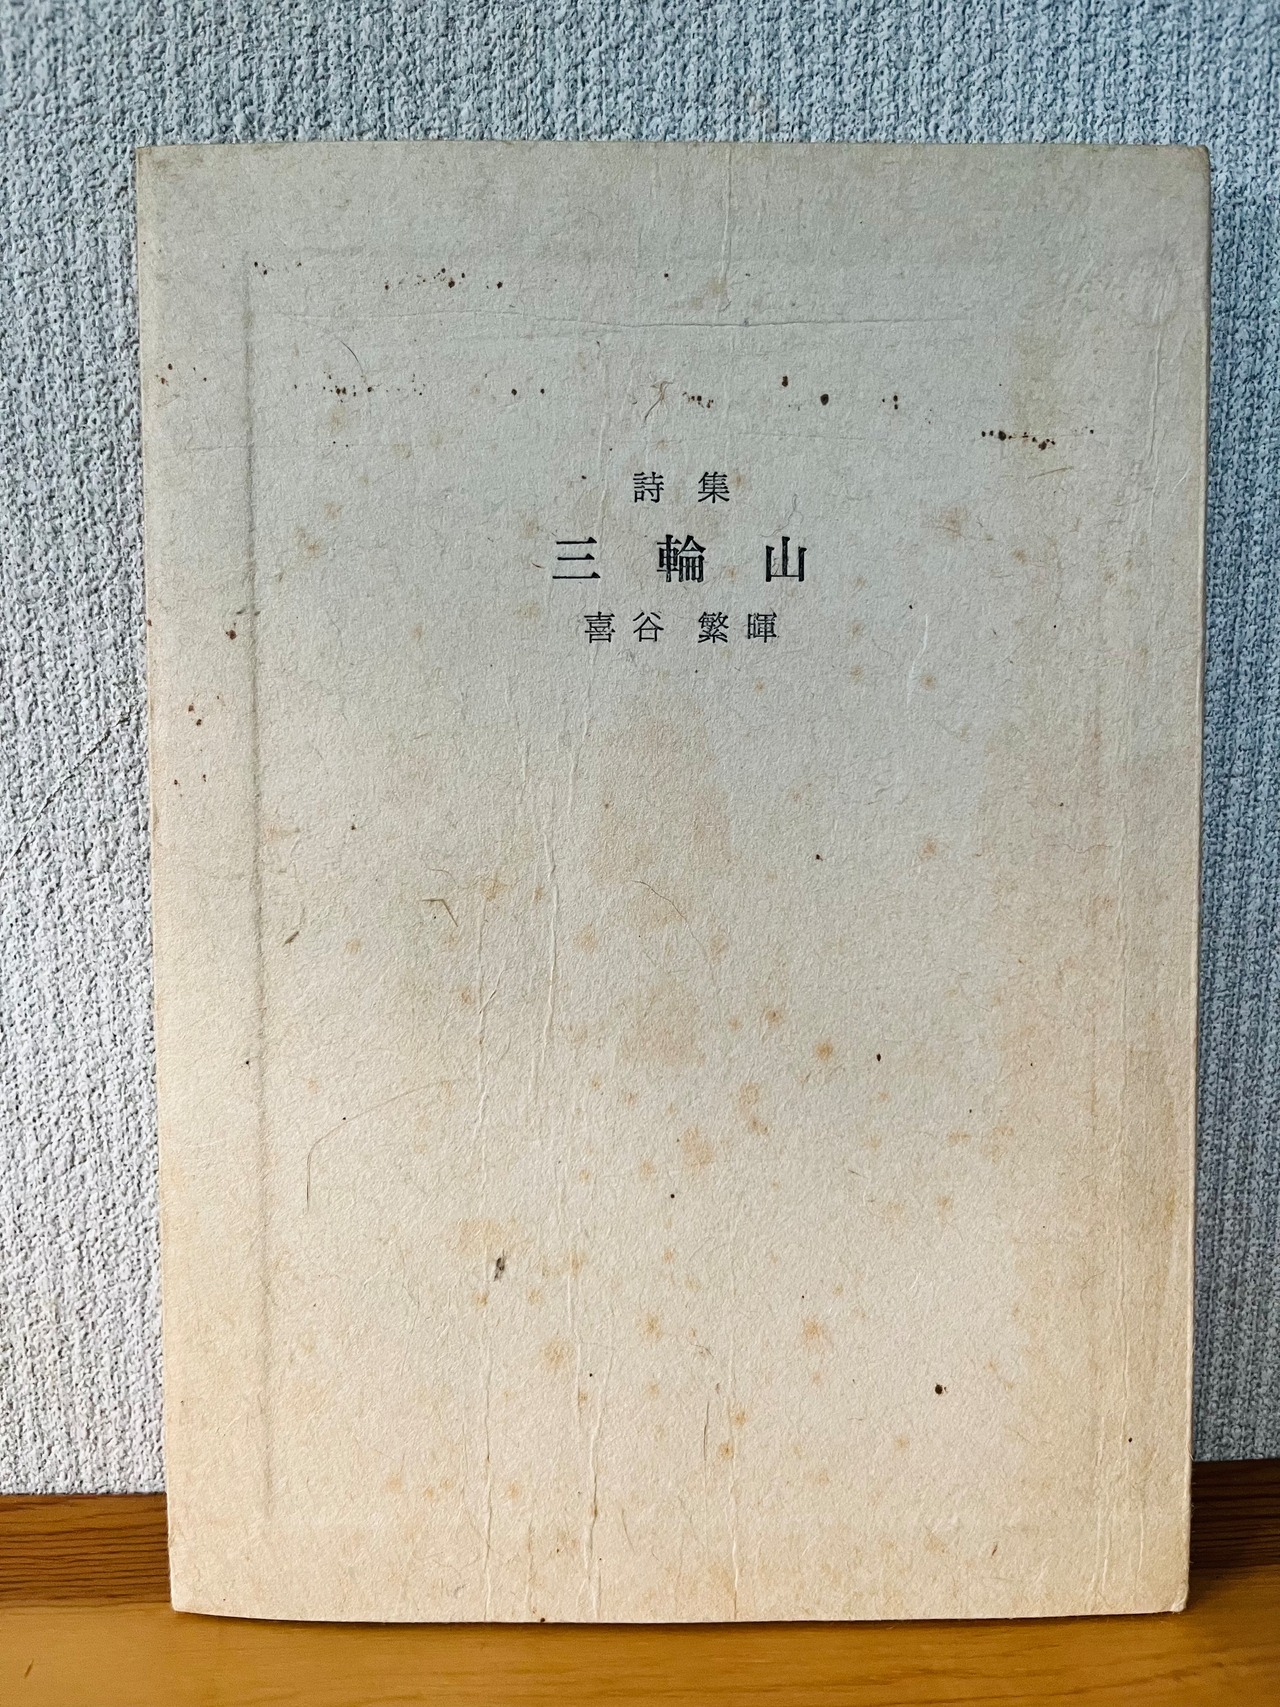 詩集
三輪山
喜谷 繁暉